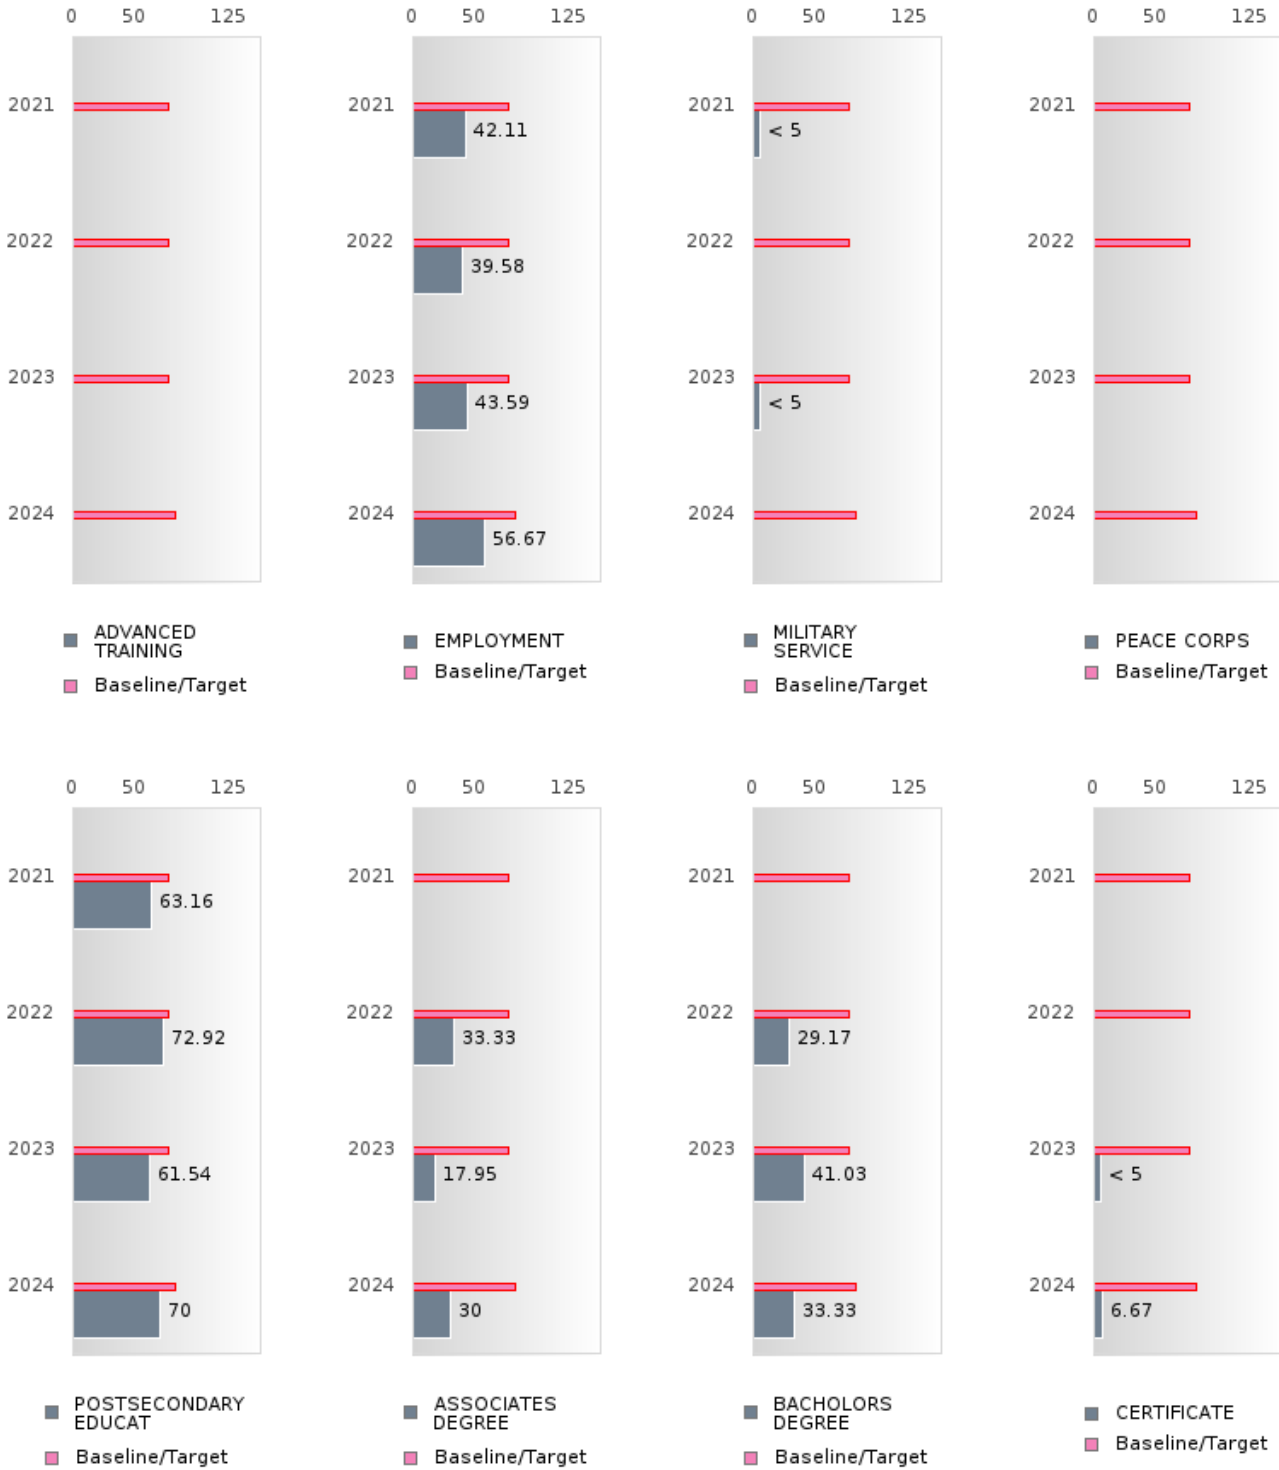 0 50 125
2021
2022
2023
2024
ADVANCED
TRAINING
Baseline/Target
0 50 125
2021
42.11
2022
39.58
2023
43.59
2024
56.67
EMPLOYMENT
Baseline/Target
0 50 125
2021
< 5
2022
2023
< 5
2024
MILITARY
SERVICE
Baseline/Target
0 50 125
2021
2022
2023
2024
PEACE CORPS
Baseline/Target
0 50 125
2021
63.16
2022
72.92
2023
61.54
2024
70
POSTSECONDARY
EDUCAT
Baseline/Target
0 50 125
2021
2022
33.33
2023
17.95
2024
30
ASSOCIATES
DEGREE
Baseline/Target
0 50 125
2021
2022
29.17
2023
41.03
2024
33.33
BACHOLORS
DEGREE
Baseline/Target
0 50 125
2021
2022
2023
< 5
2024
6.67
CERTIFICATE
Baseline/Target